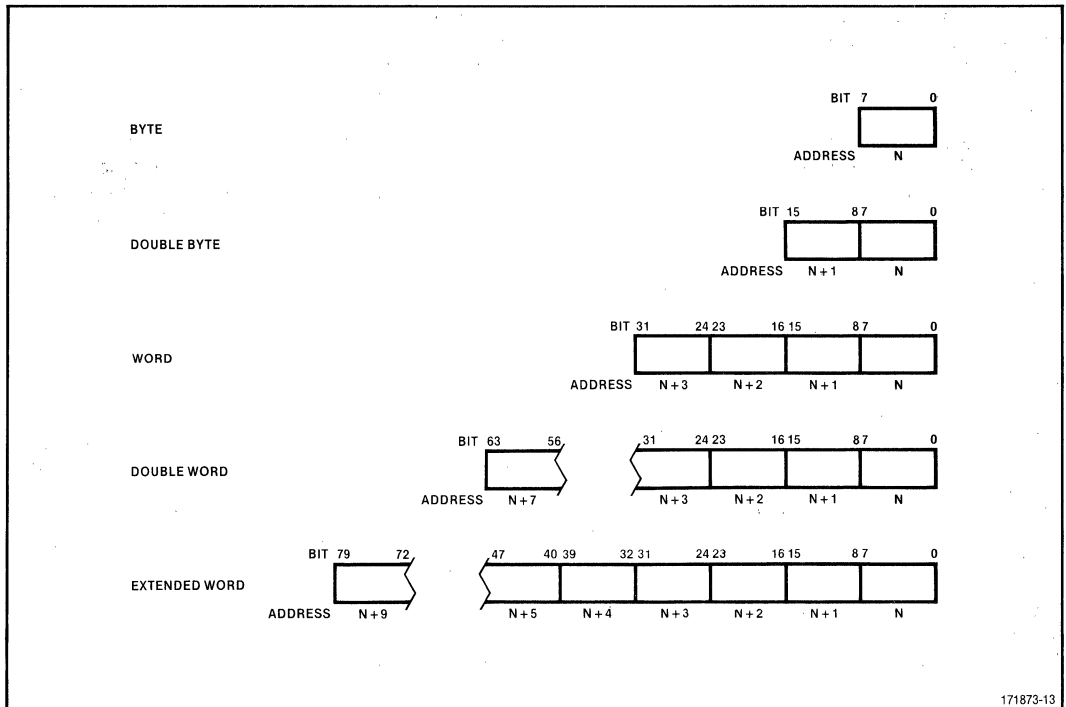 BIT 7 0
BYTE
ADDRESS N
BIT 15 8 7 0
DOUBLE BYTE
ADDRESS N+1 N
BIT 31 24 23 16 15 8 7 0
WORD
ADDRESS N+3 N+2 N+1 N
BIT 63 56 31 24 23 16 15 8 7 0
DOUBLE WORD
ADDRESS N+7 N+3 N+2 N+1 N
BIT 79 72 47 40 39 32 31 24 23 16 15 8 7 0
EXTENDED WORD
ADDRESS N+9 N+5 N+4 N+3 N+2 N+1 N
171873-13